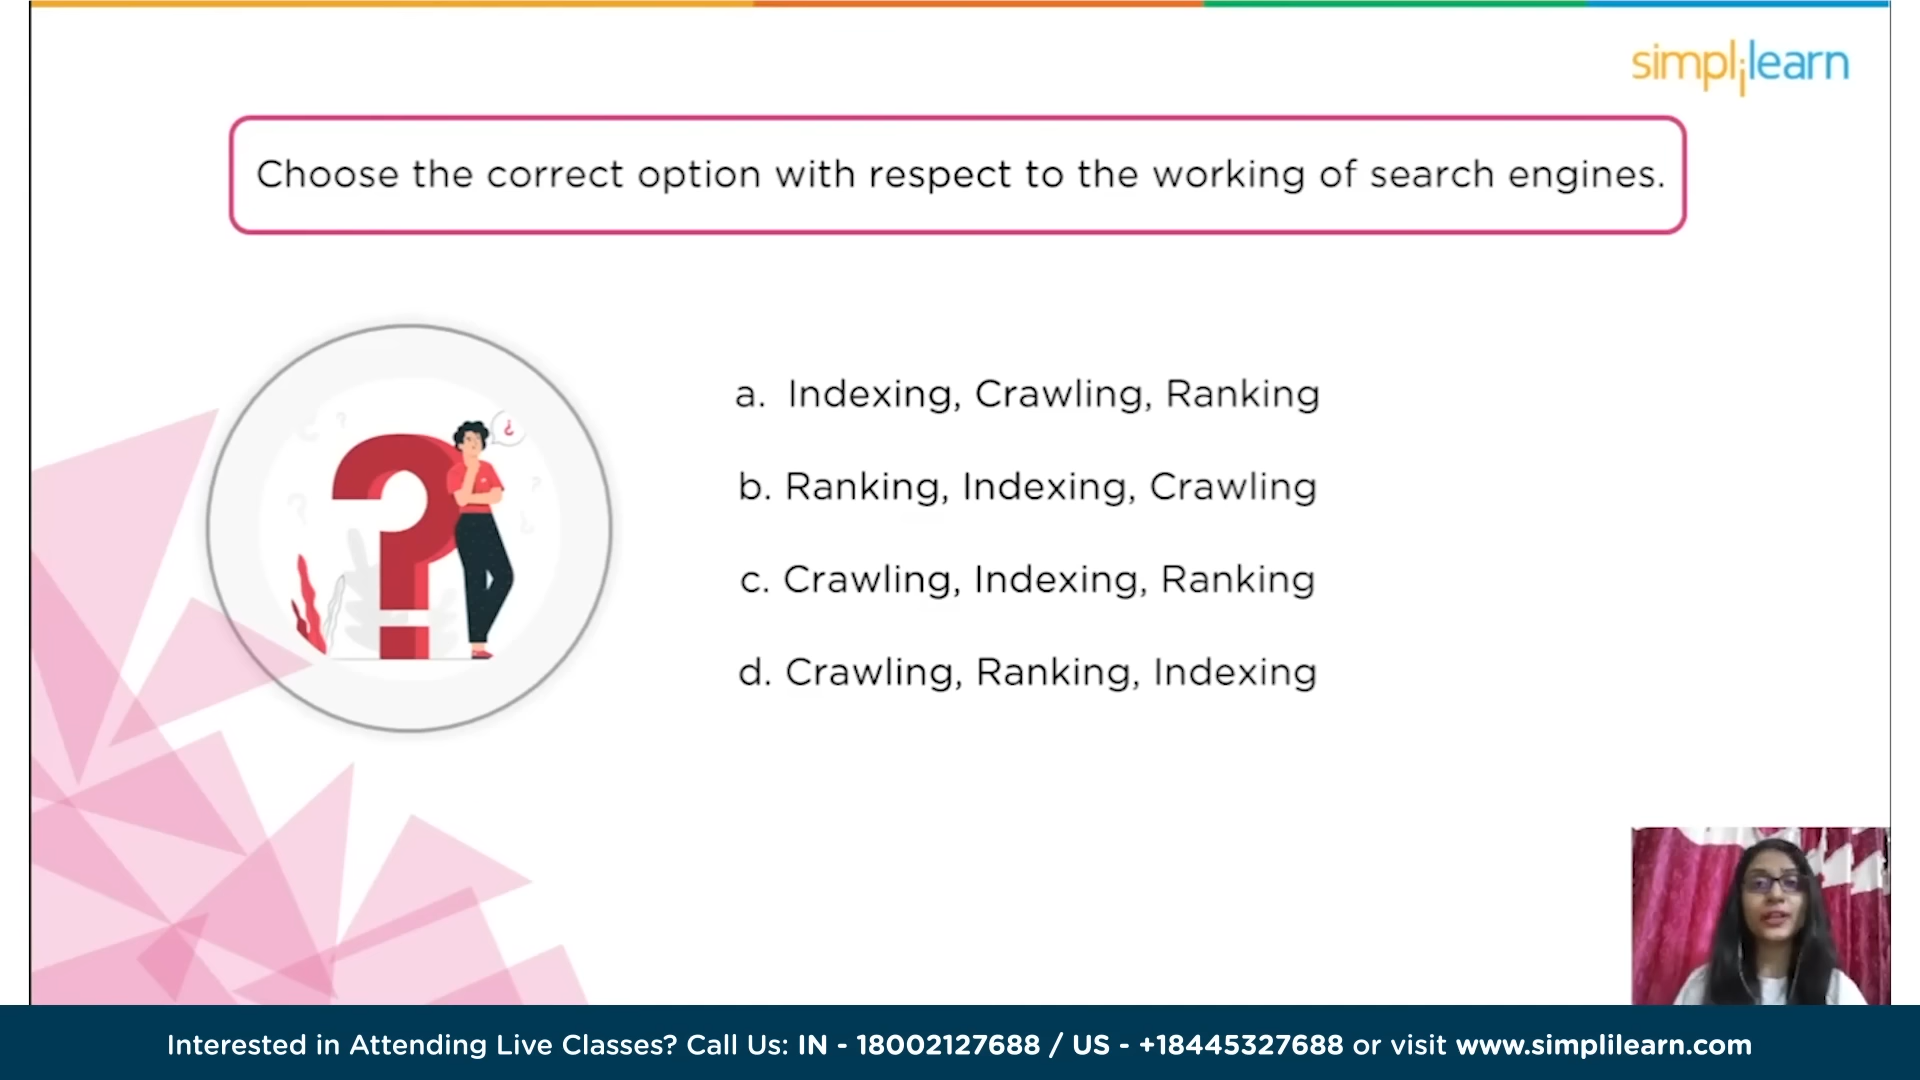 simplilearn
Choose the correct option with respect to the working of search engines.
¿
a. Indexing, Crawling, Ranking
b. Ranking, Indexing, Crawling
c. Crawling, Indexing, Ranking
d. Crawling, Ranking, Indexing
Interested in Attending Live Classes? Call Us: IN - 18002127688 / US - +18445327688 or visit www.simplilearn.com